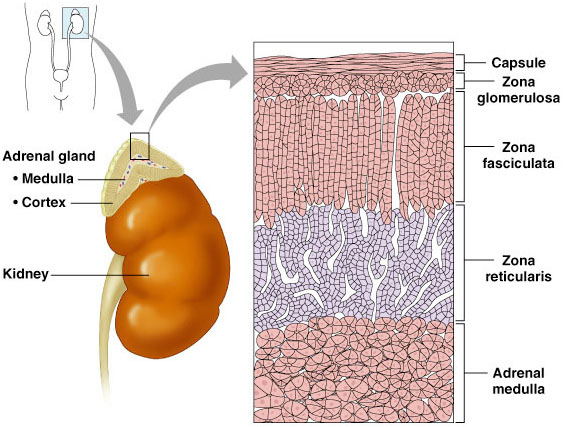 Adrenal gland
• Medulla
• Cortex
Kidney
Capsule
Zona
glomerulosa
Zona
fasciculata
Zona
reticularis
Adrenal
medulla